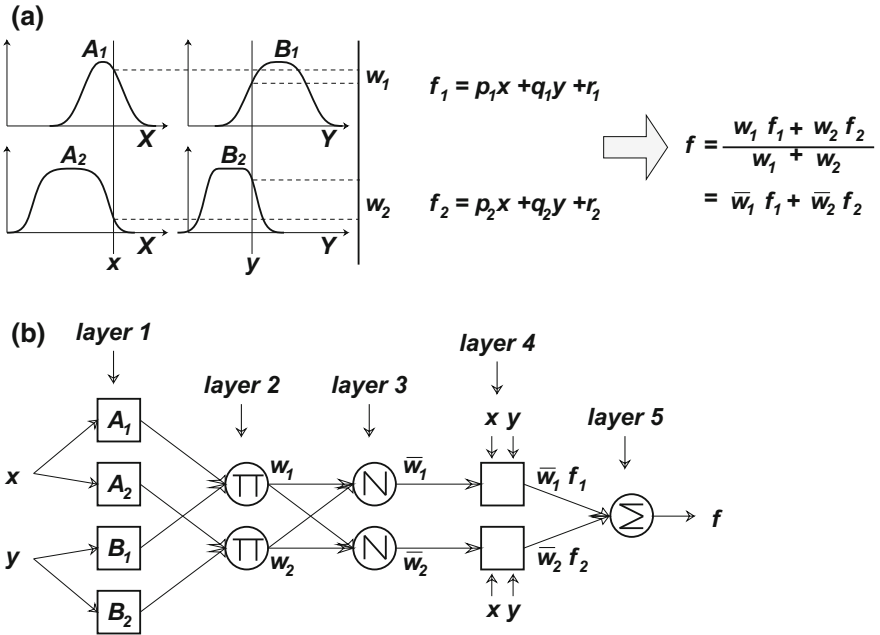 (a)
A₁ B₁
w₁
X Y
f₁ = p₁x +q₁y +r₁
A₂ B₂
w₂
X Y
x y
f₂ = p₂x +q₂y +r₂
f = w₁ f₁ + w₂ f₂
w₁ + w₂
= w̅₁ f₁ + w̅₂ f₂
(b)
layer 1
layer 2
layer 3
layer 4
layer 5
x
y
A₁
A₂
B₁
B₂
Π w₁
Π w₂
N w̅₁
N w̅₂
x y
w̅₁ f₁
w̅₂ f₂
x y
Σ f